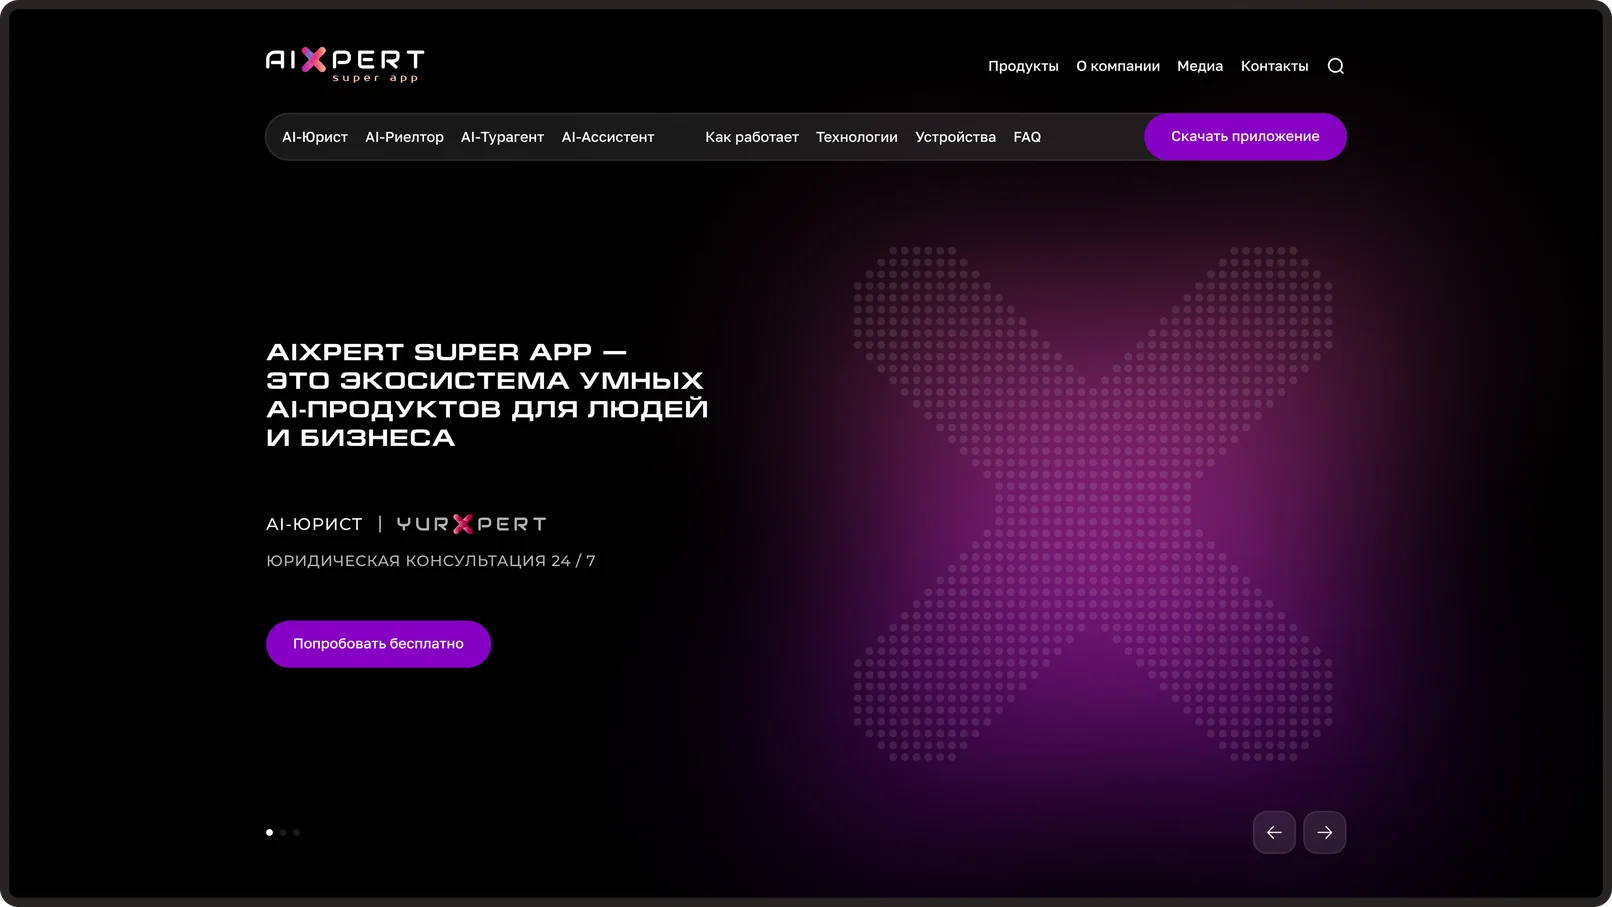 AIXPERT
super app
Продукты О компании Медиа Контакты
AI-Юрист AI-Риелтор AI-Турагент AI-Ассистент Как работает Технологии Устройства FAQ Скачать приложение
AIXPERT SUPER APP —
ЭТО ЭКОСИСТЕМА УМНЫХ
AI-ПРОДУКТОВ ДЛЯ ЛЮДЕЙ
И БИЗНЕСА
AI-ЮРИСТ | YURXPERT
ЮРИДИЧЕСКАЯ КОНСУЛЬТАЦИЯ 24 / 7
Попробовать бесплатно